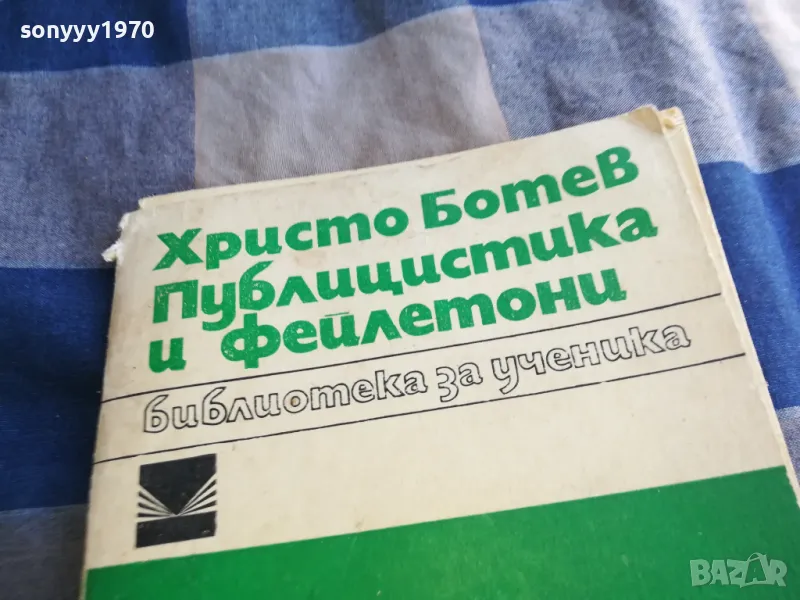 sonyyy1970
Христо Ботев
Публицистика
и фейлетони
библиотека за ученика
BAZAR